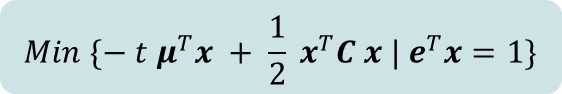 Min {− t μᵀx + 1/2 xᵀC x | eᵀx = 1}